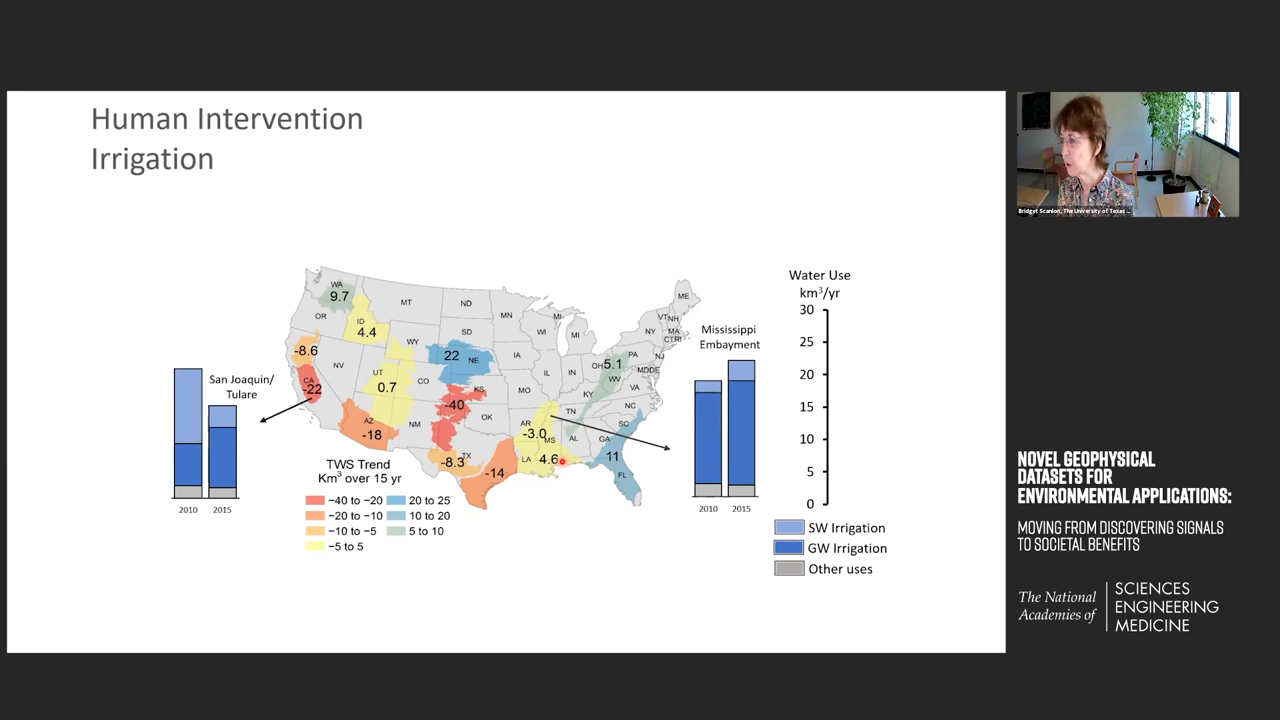 Human Intervention
Irrigation
WA
9.7
MT
ND
MN
OR
ID
4.4
SD
WI
MI
MI
ME
VT
NH
NY
MA
CT
RI
-8.6
WY
22
NE
IA
PA
NJ
NV
UT
0.7
CO
IL
IN
OH
5.1
WV
MD
DE
VA
CA
-22
KS
-40
MO
KY
AZ
-18
NM
OK
AR
-3.0
MS
TN
NC
SC
AL
GA
11
TX
-8.3
-14
LA
4.6
FL
San Joaquin/
Tulare
2010 2015
TWS Trend
Km3 over 15 yr
−40 to −20
−20 to −10
−10 to −5
−5 to 5
20 to 25
10 to 20
5 to 10
Mississippi
Embayment
2010 2015
Water Use
km3/yr
30
25
20
15
10
5
0
SW Irrigation
GW Irrigation
Other uses
Bridget Scanlon, The University of Texas ...
NOVEL GEOPHYSICAL
DATASETS FOR
ENVIRONMENTAL APPLICATIONS:
MOVING FROM DISCOVERING SIGNALS
TO SOCIETAL BENEFITS
The National
Academies of
SCIENCES
ENGINEERING
MEDICINE